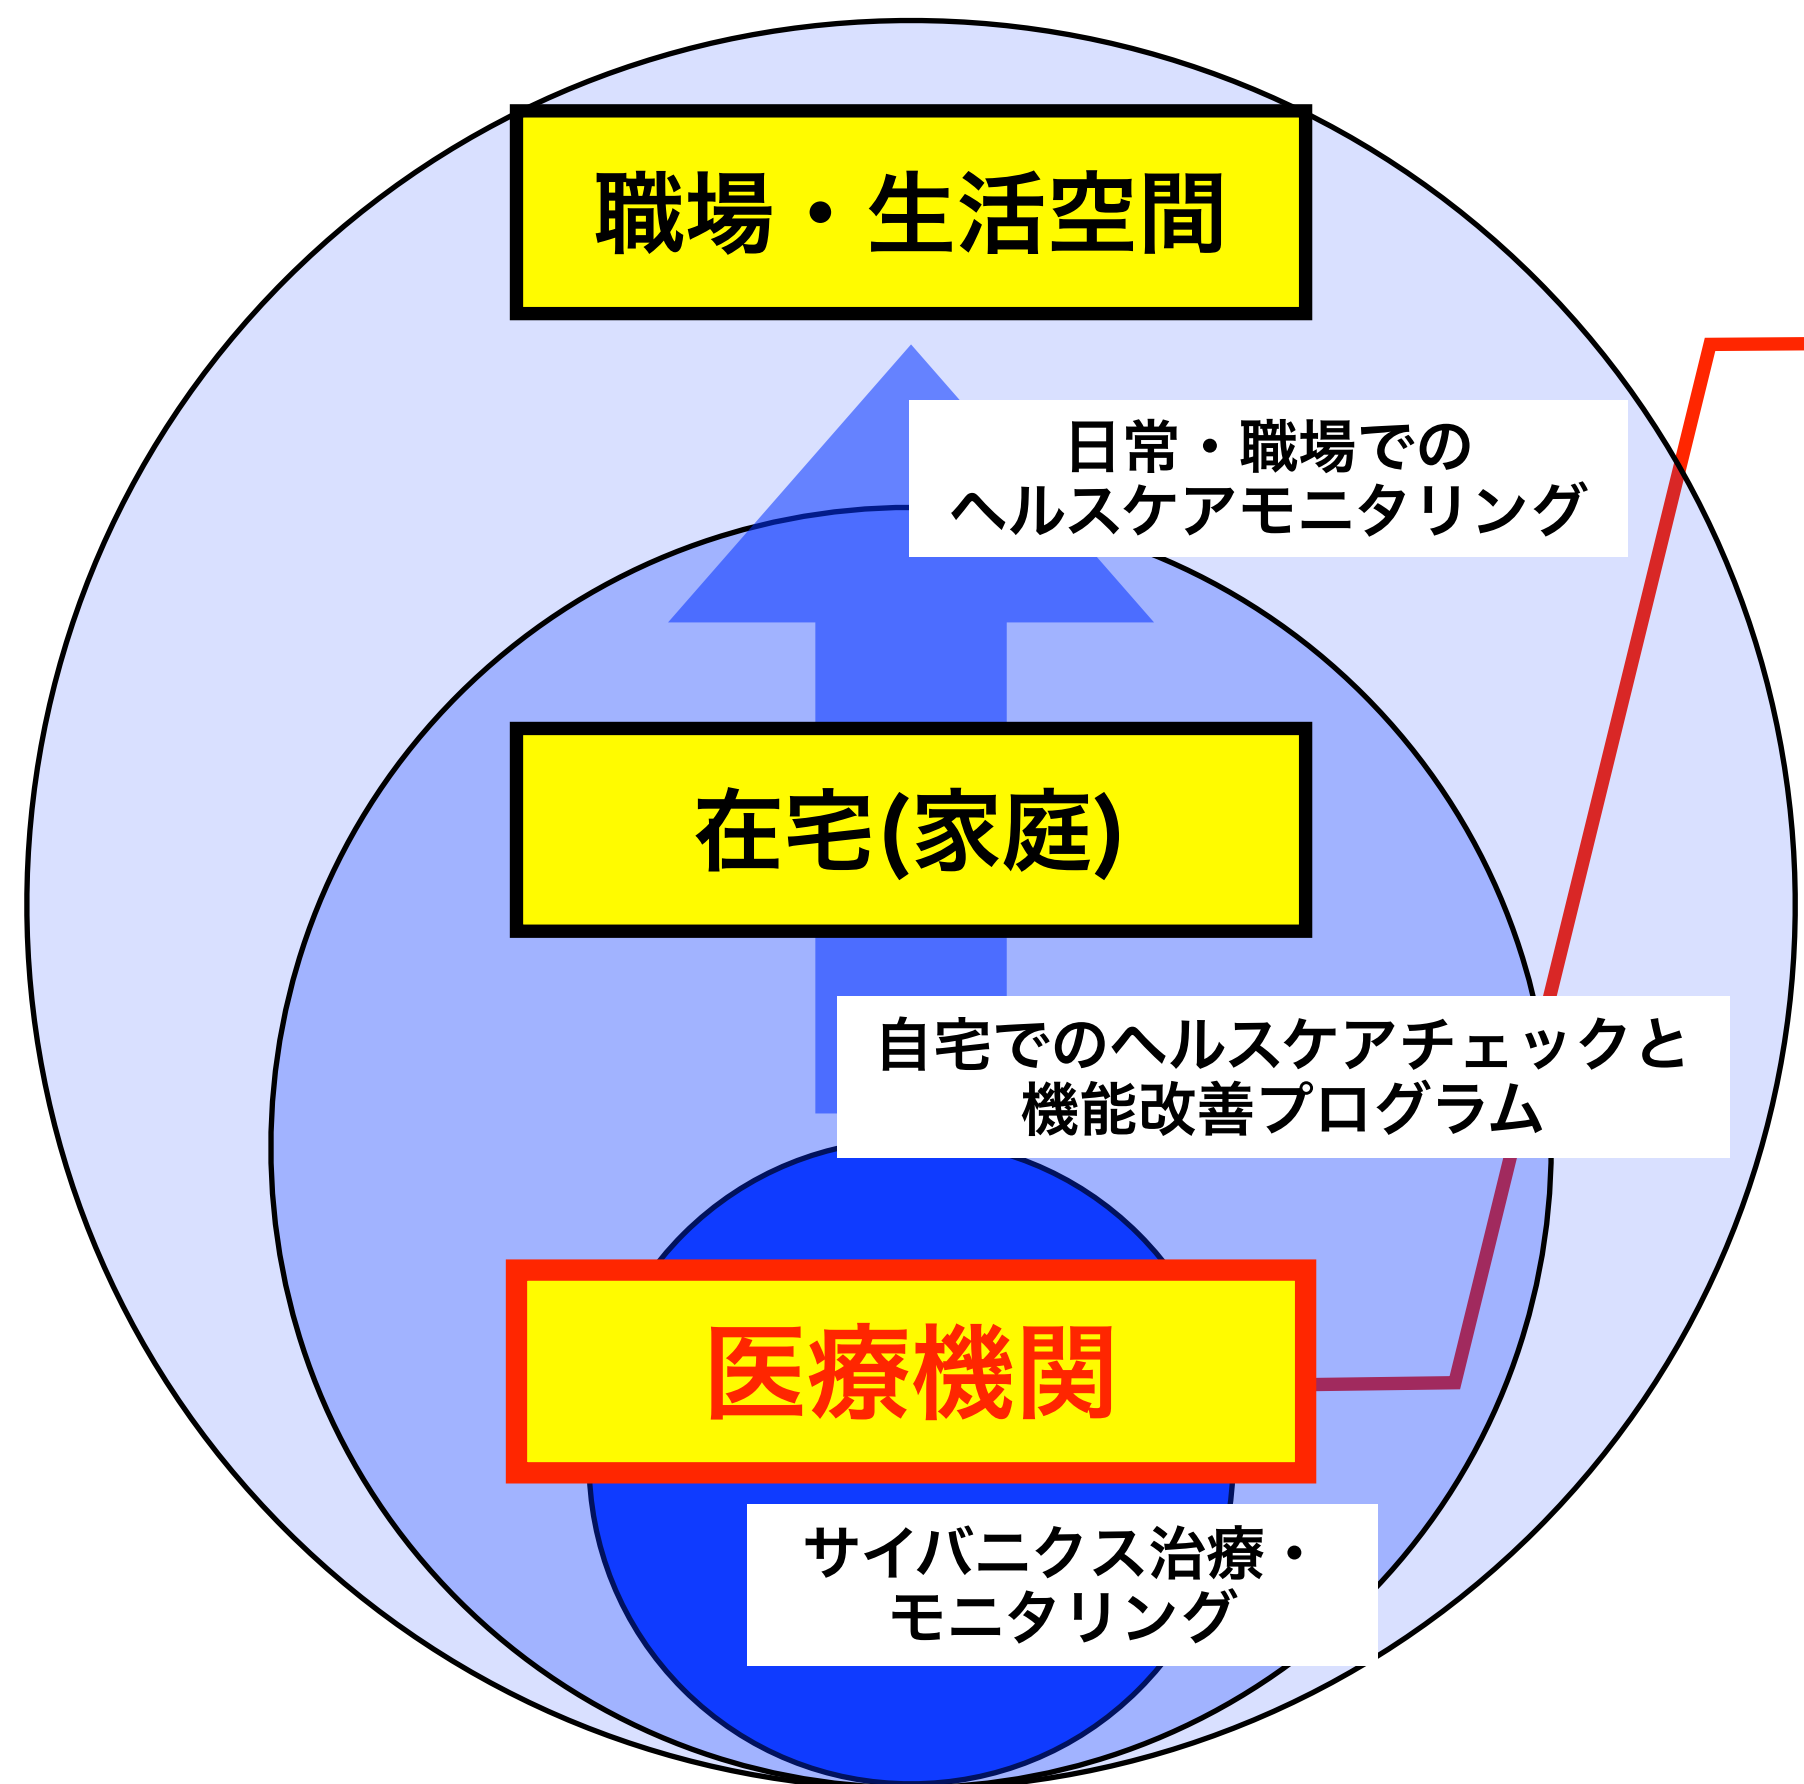 職場・生活空間
日常・職場での
ヘルスケアモニタリング
在宅(家庭)
自宅でのヘルスケアチェックと
機能改善プログラム
医療機関
サイバニクス治療・
モニタリング